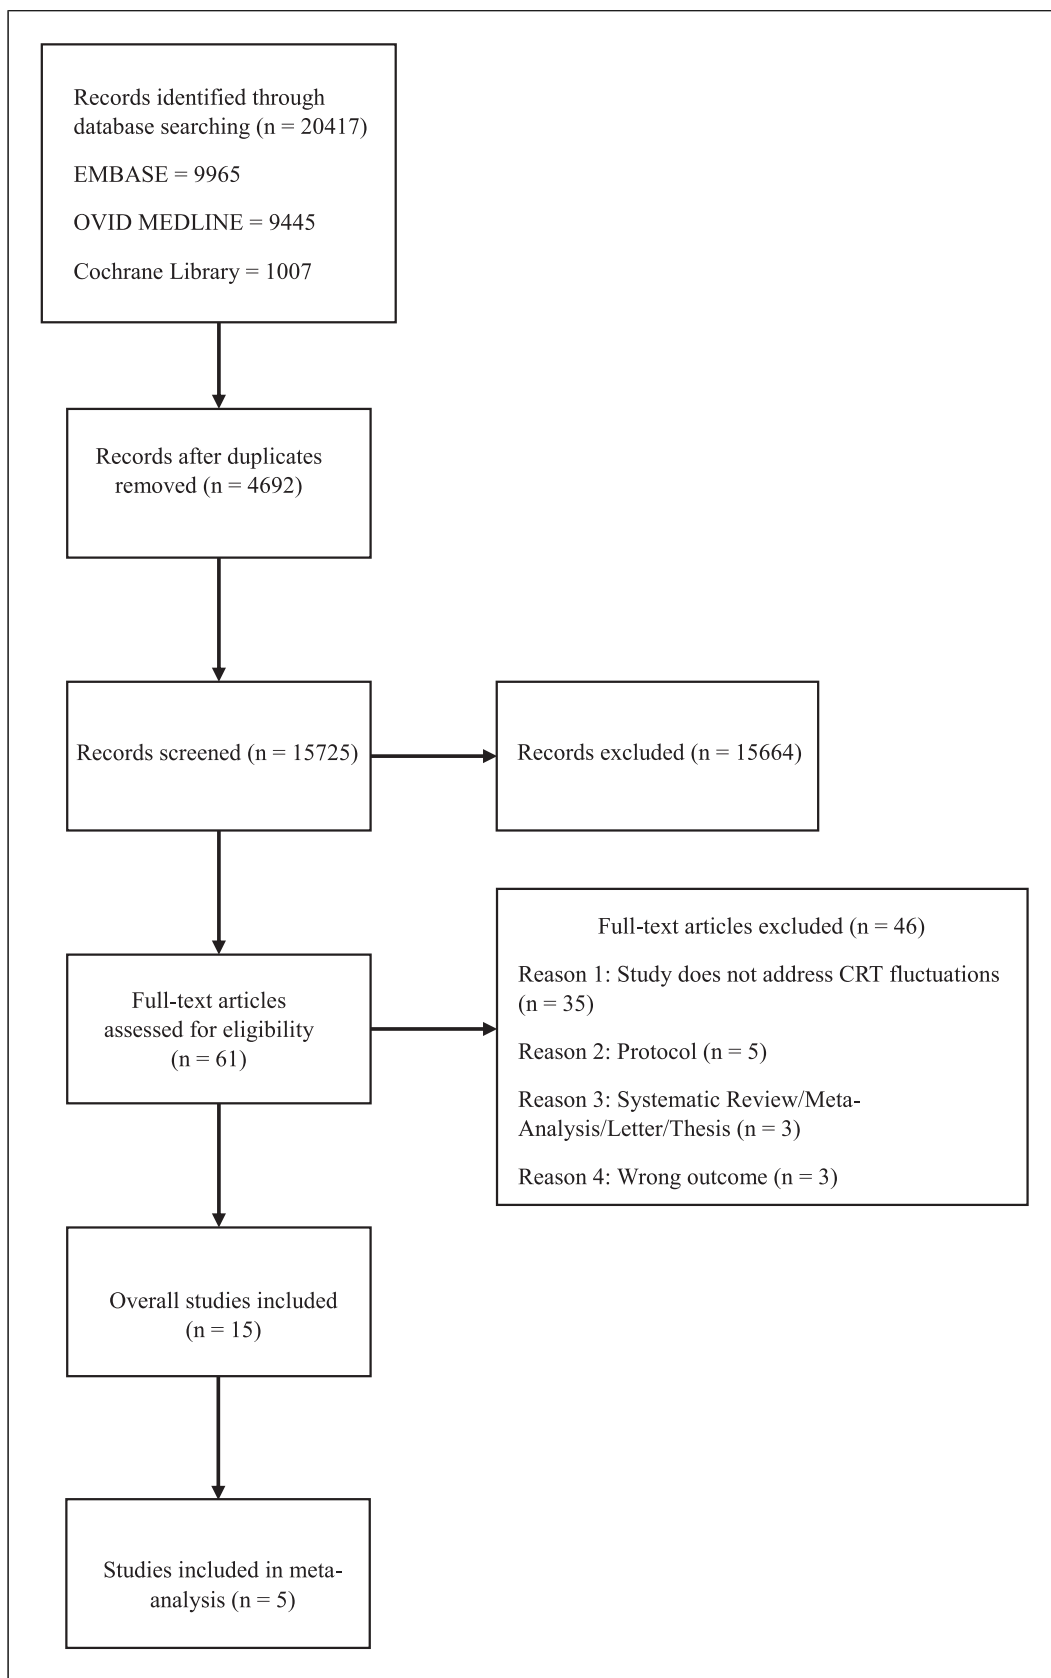 Records identified through
database searching (n = 20417)
EMBASE = 9965
OVID MEDLINE = 9445
Cochrane Library = 1007
Records after duplicates
removed (n = 4692)
Records screened (n = 15725)
Records excluded (n = 15664)
Full-text articles
assessed for eligibility
(n = 61)
Full-text articles excluded (n = 46)
Reason 1: Study does not address CRT fluctuations
(n = 35)
Reason 2: Protocol (n = 5)
Reason 3: Systematic Review/Meta-
Analysis/Letter/Thesis (n = 3)
Reason 4: Wrong outcome (n = 3)
Overall studies included
(n = 15)
Studies included in meta-
analysis (n = 5)